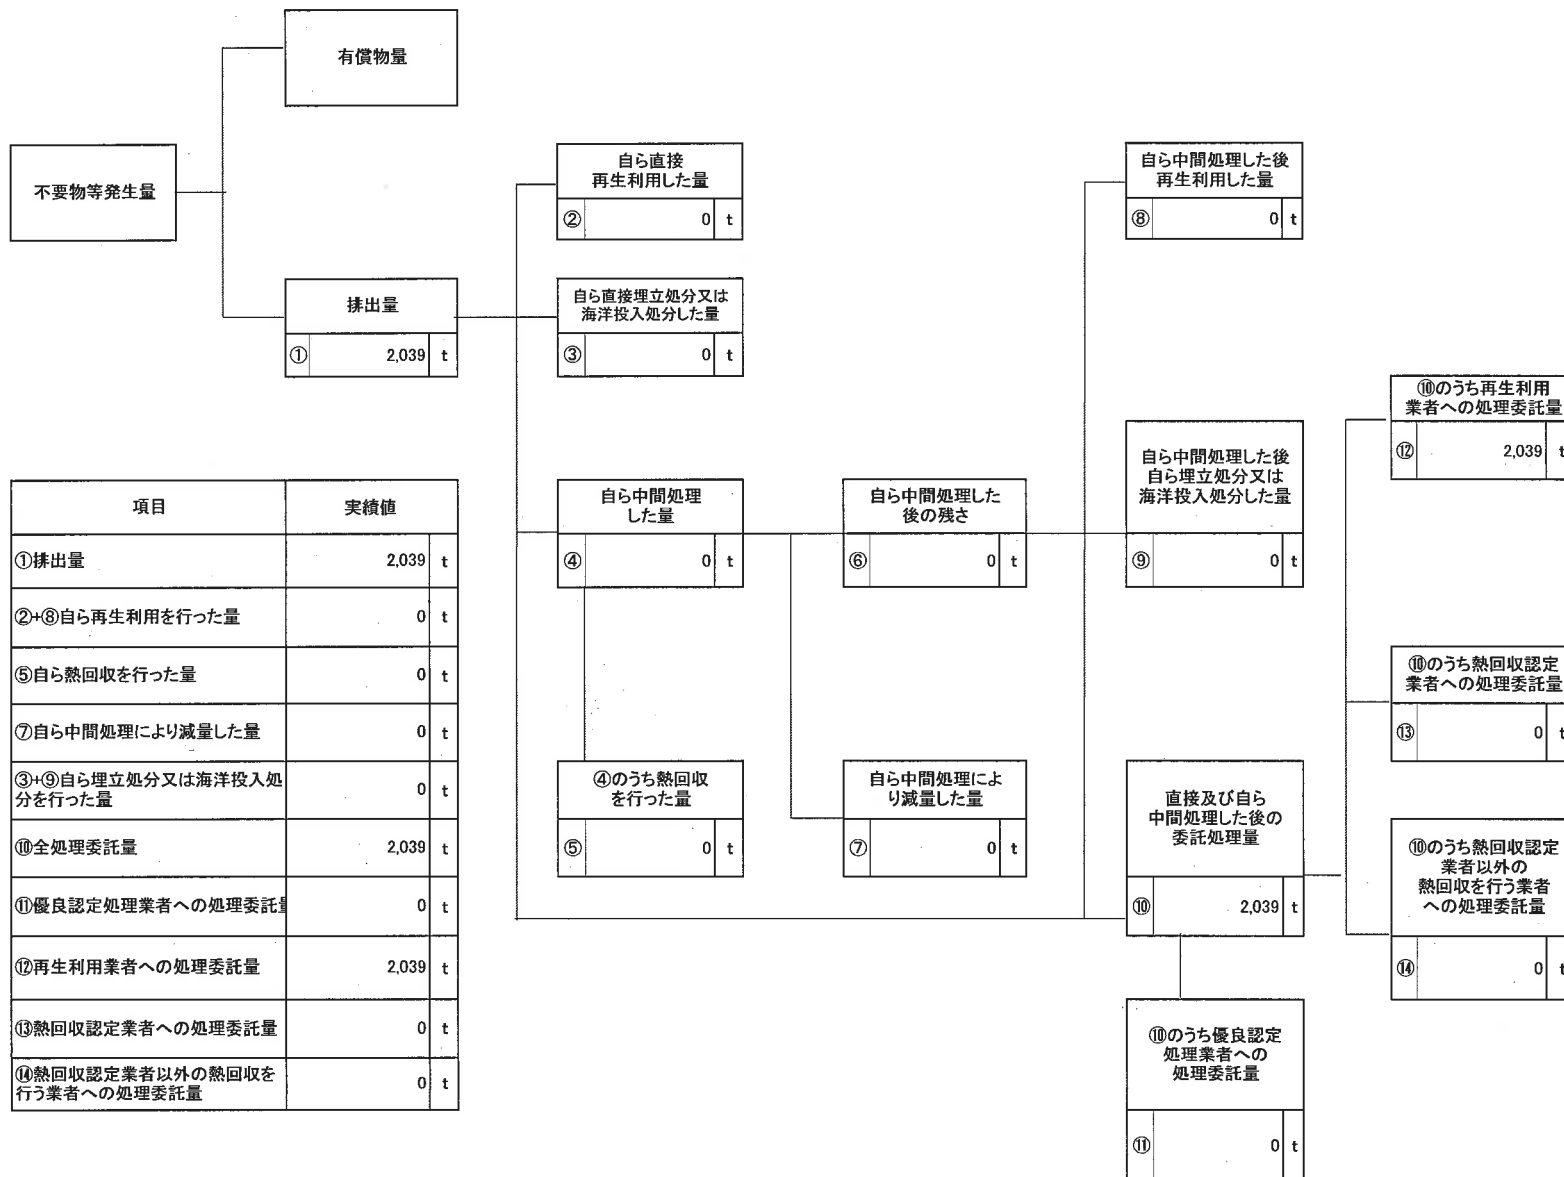 有償物量
不要物等発生量
排出量
① 2,039 t
自ら直接
再生利用した量
② 0 t
自ら直接埋立処分又は
海洋投入処分した量
③ 0 t
自ら中間処理
した量
④ 0 t
④のうち熱回収
を行った量
⑤ 0 t
自ら中間処理した
後の残さ
⑥ 0 t
自ら中間処理によ
り減量した量
⑦ 0 t
自ら中間処理した後
再生利用した量
⑧ 0 t
自ら中間処理した後
自ら埋立処分又は
海洋投入処分した量
⑨ 0 t
直接及び自ら
中間処理した後の
委託処理量
⑩ 2,039 t
⑩のうち優良認定
処理業者への
処理委託量
⑪ 0 t
⑩のうち再生利用
業者への処理委託量
⑫ 2,039 t
⑩のうち熱回収認定
業者への処理委託量
⑬ 0 t
⑩のうち熱回収認定
業者以外の
熱回収を行う業者
への処理委託量
⑭ 0 t
項目 実績値
①排出量 2,039 t
②+⑧自ら再生利用を行った量 0 t
⑤自ら熱回収を行った量 0 t
⑦自ら中間処理により減量した量 0 t
③+⑨自ら埋立処分又は海洋投入処
分を行った量 0 t
⑩全処理委託量 2,039 t
⑪優良認定処理業者への処理委託量 0 t
⑫再生利用業者への処理委託量 2,039 t
⑬熱回収認定業者への処理委託量 0 t
⑭熱回収認定業者以外の熱回収を
行う業者への処理委託量 0 t